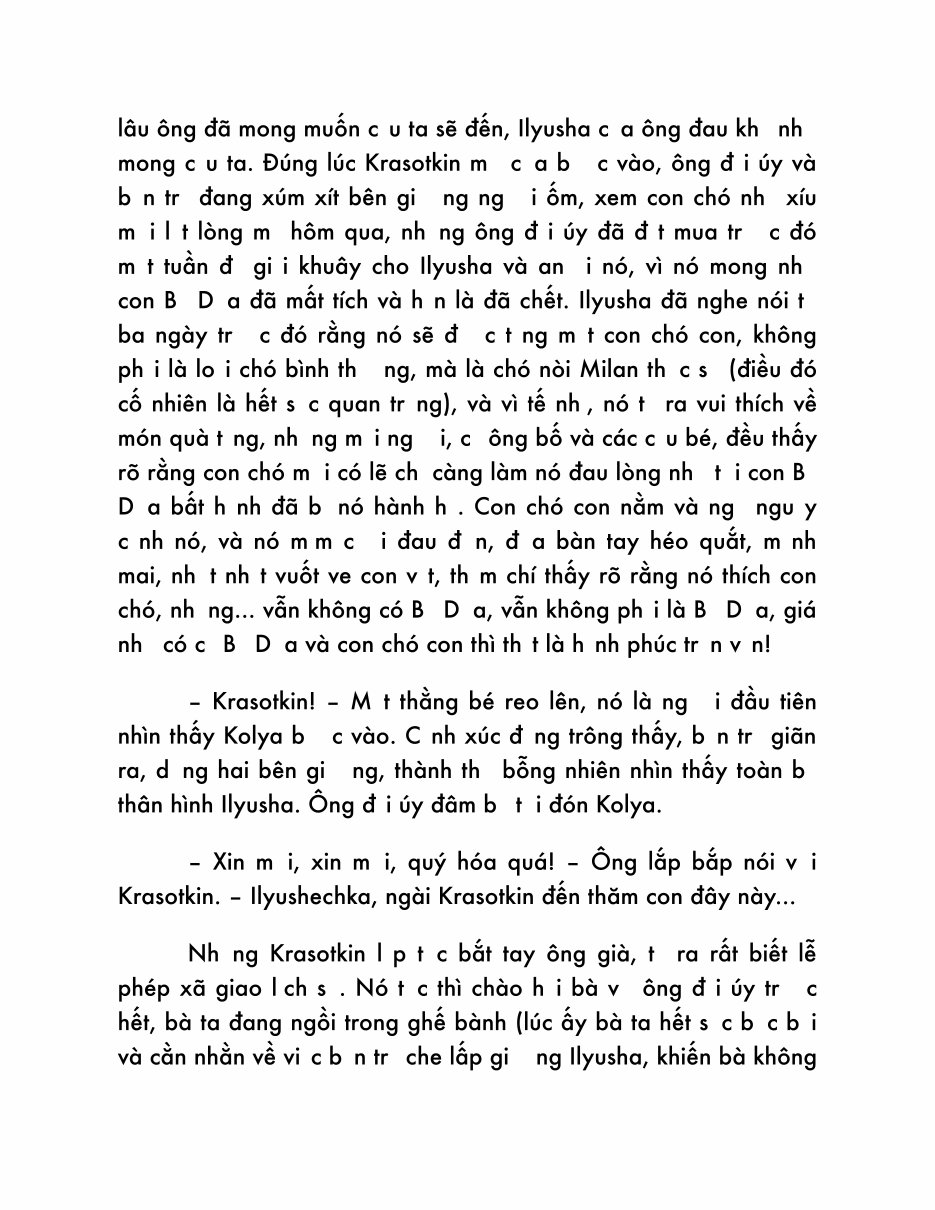 lâu ông đã mong muốn c u ta sẽ đến, Ilyusha c a ông đau kh nh
mong c u ta. Đúng lúc Krasotkin m c a b c vào, ông đ i úy và
b n tr đang xúm xít bên gi ng ng i ốm, xem con chó nh xíu
m i l t lòng m hôm qua, nh ng ông đ i úy đã đ t mua tr c đó
m t tuần đ gi i khuây cho Ilyusha và an i nó, vì nó mong nh
con B D a đã mất tích và h n là đã chết. Ilyusha đã nghe nói t
ba ngày tr c đó rằng nó sẽ đ c t ng m t con chó con, không
ph i là lo i chó bình th ng, mà là chó nòi Milan th c s (điều đó
cố nhiên là hết s c quan tr ng), và vì tế nh , nó t ra vui thích về
món quà t ng, nh ng m i ng i, c ông bố và các c u bé, đều thấy
rõ rằng con chó m i có lẽ ch càng làm nó đau lòng nh t i con B
D a bất h nh đã b nó hành h . Con chó con nằm và ng ngu y
c nh nó, và nó m m c i đau đ n, đ a bàn tay héo quắt, m nh
mai, nh t nh t vuốt ve con v t, th m chí thấy rõ rằng nó thích con
chó, nh ng... vẫn không có B D a, vẫn không ph i là B D a, giá
nh có c B D a và con chó con thì th t là h nh phúc tr n v n!
– Krasotkin! – M t thằng bé reo lên, nó là ng i đầu tiên
nhìn thấy Kolya b c vào. C nh xúc đ ng trông thấy, b n tr giãn
ra, d ng hai bên gi ng, thành th bỗng nhiên nhìn thấy toàn b
thân hình Ilyusha. Ông đ i úy đâm b t i đón Kolya.
– Xin m i, xin m i, quý hóa quá! – Ông lắp bắp nói v i
Krasotkin. – Ilyushechka, ngài Krasotkin đến thăm con đây này...
Nh ng Krasotkin l p t c bắt tay ông già, t ra rất biết lễ
phép xã giao l ch s . Nó t c thì chào h i bà v ông đ i úy tr c
hết, bà ta đang ngồi trong ghế bành (lúc ấy bà ta hết s c b c b i
và cằn nhằn về vi c b n tr che lấp gi ng Ilyusha, khiến bà không